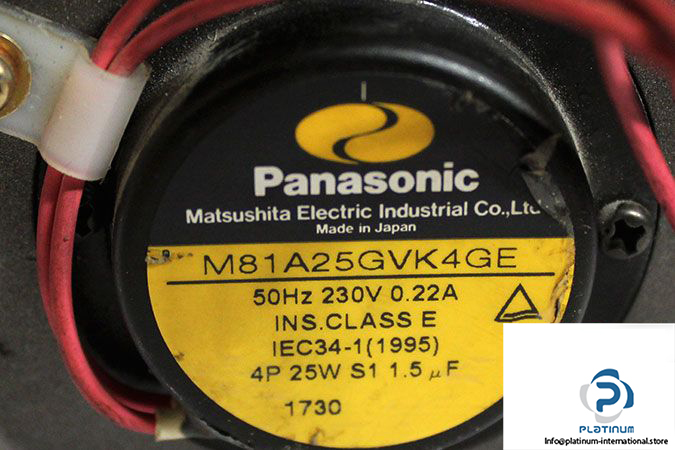 Panasonic
Matsushita Electric Industrial Co.,Ltd
Made in Japan
M81A25GVK4GE
50Hz 230V 0.22A
INS.CLASS E
IEC34-1(1995)
4P 25W S1 1.5 μF
1730
PLATINUM
Info@platinum-international.store